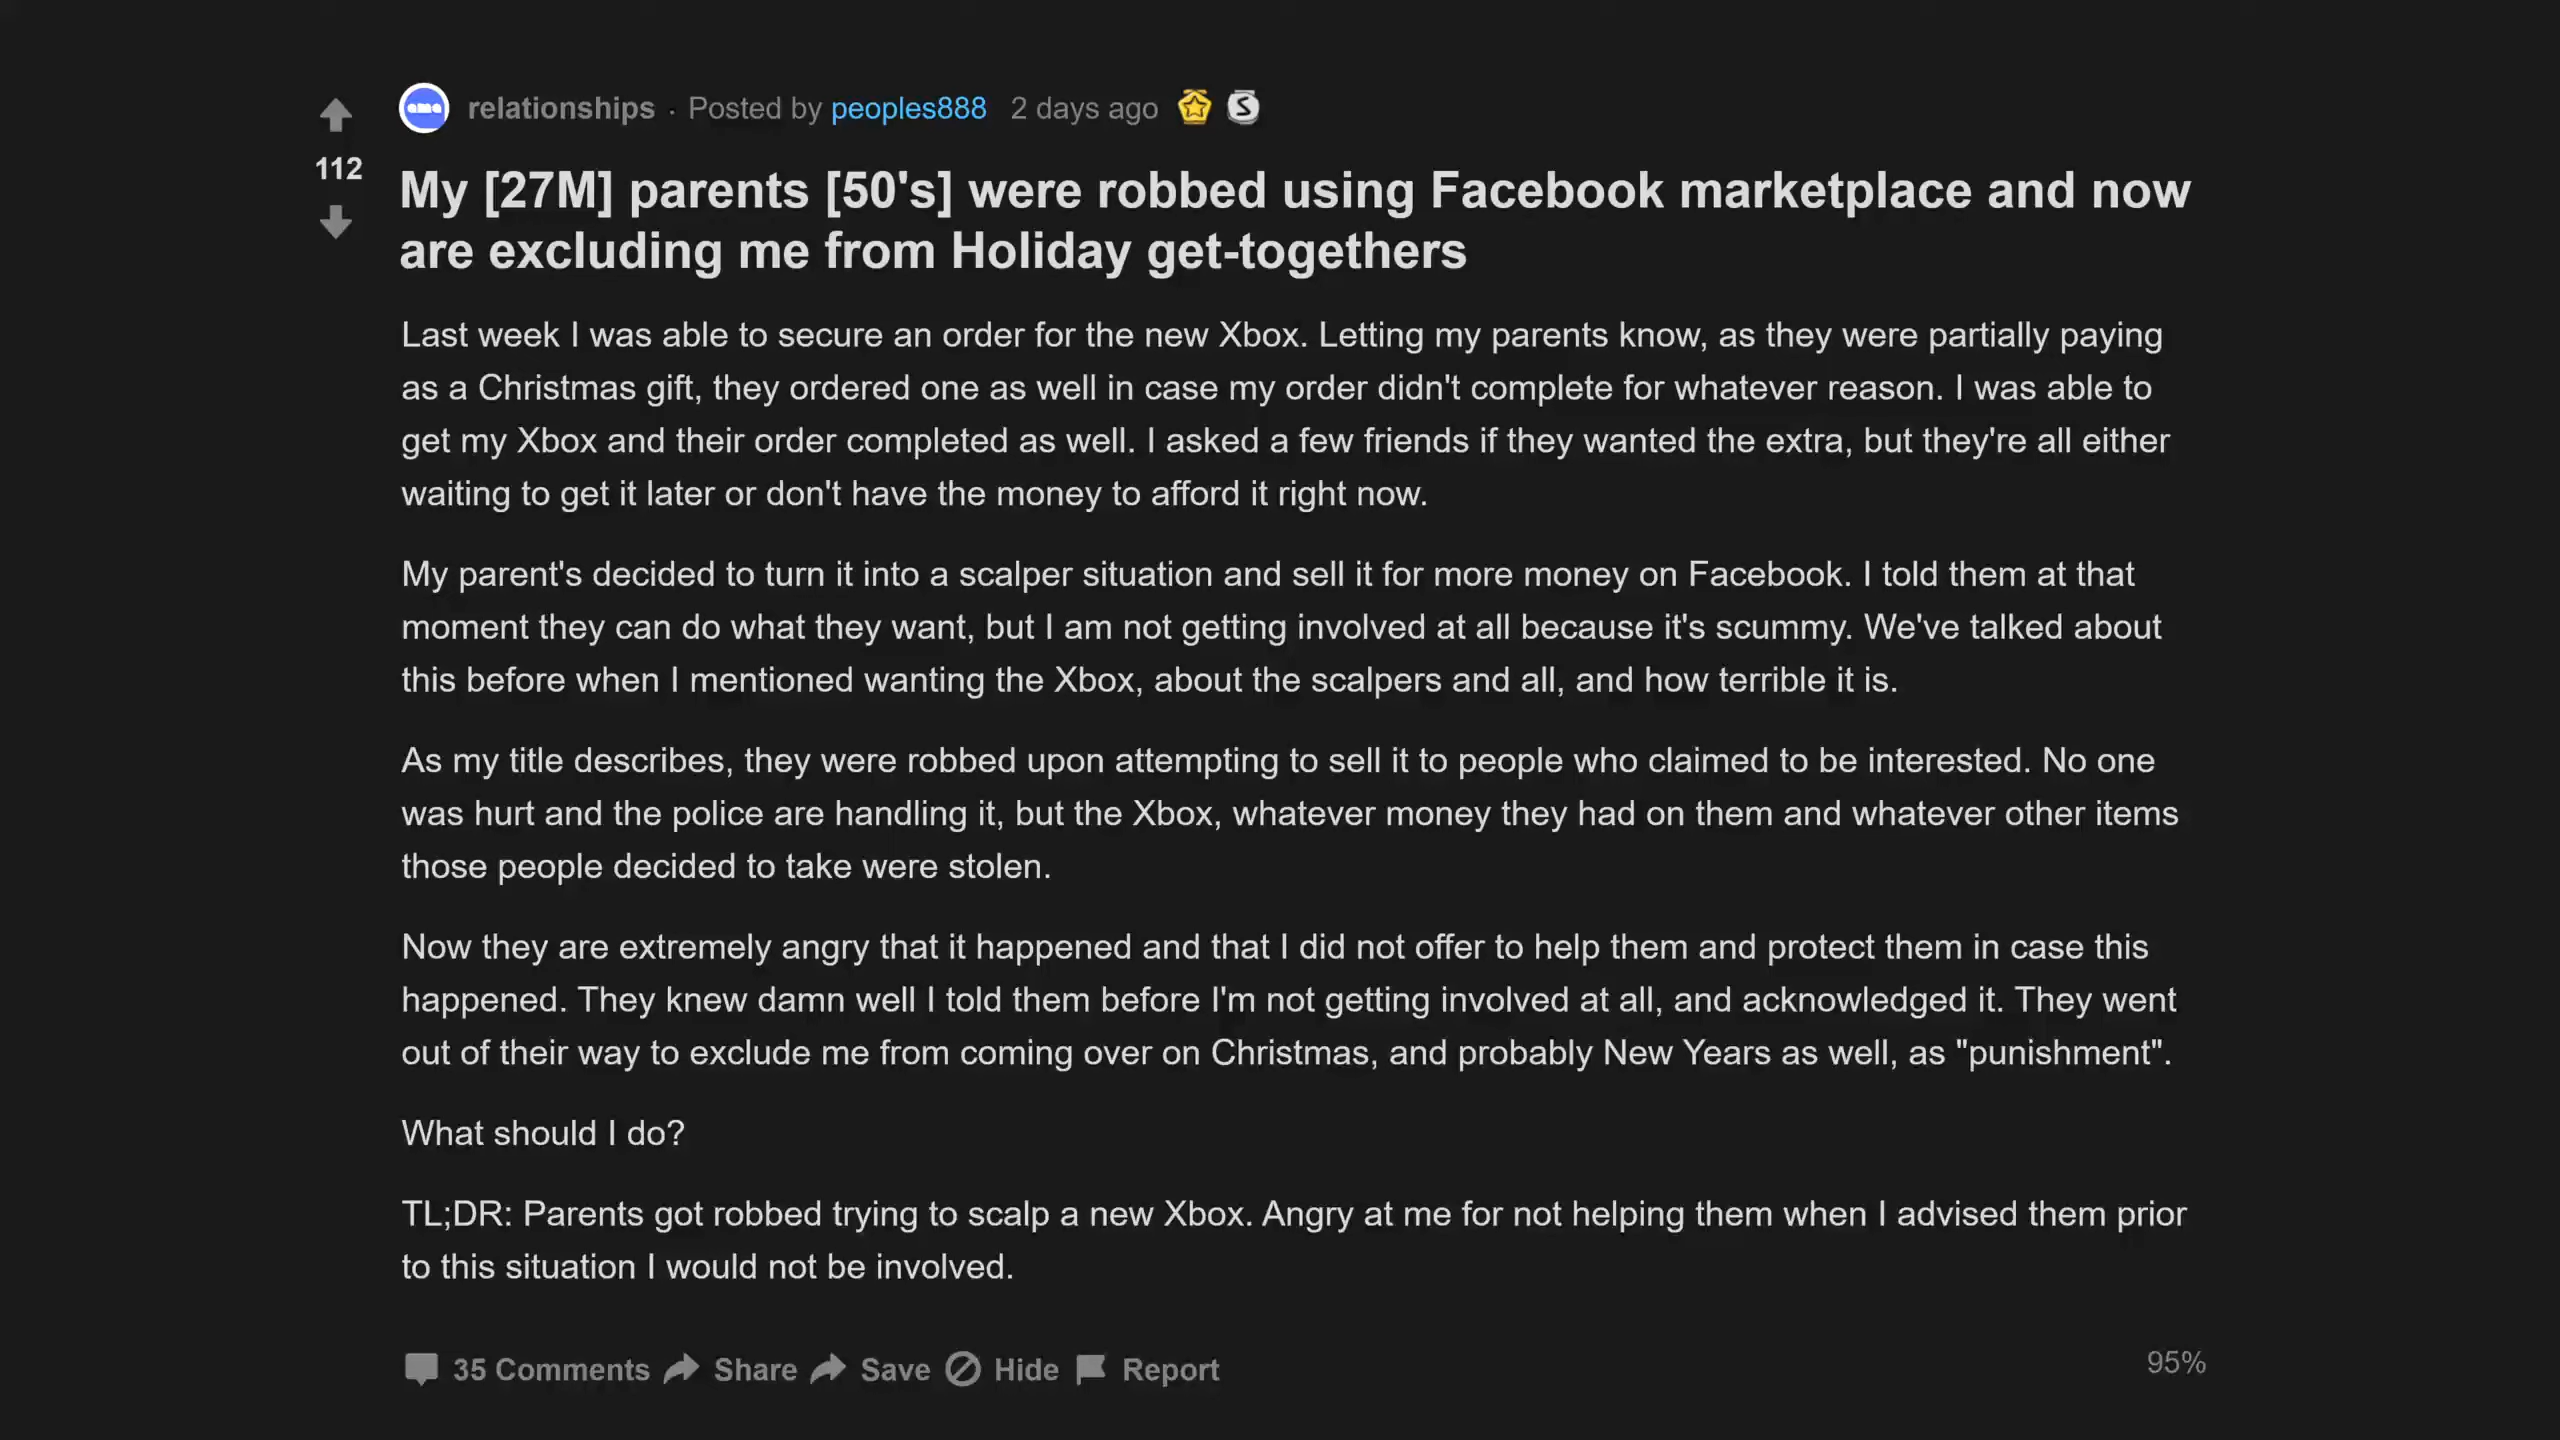 relationships · Posted by peoples888 2 days ago
112
My [27M] parents [50's] were robbed using Facebook marketplace and now
are excluding me from Holiday get-togethers
Last week I was able to secure an order for the new Xbox. Letting my parents know, as they were partially paying
as a Christmas gift, they ordered one as well in case my order didn't complete for whatever reason. I was able to
get my Xbox and their order completed as well. I asked a few friends if they wanted the extra, but they're all either
waiting to get it later or don't have the money to afford it right now.
My parent's decided to turn it into a scalper situation and sell it for more money on Facebook. I told them at that
moment they can do what they want, but I am not getting involved at all because it's scummy. We've talked about
this before when I mentioned wanting the Xbox, about the scalpers and all, and how terrible it is.
As my title describes, they were robbed upon attempting to sell it to people who claimed to be interested. No one
was hurt and the police are handling it, but the Xbox, whatever money they had on them and whatever other items
those people decided to take were stolen.
Now they are extremely angry that it happened and that I did not offer to help them and protect them in case this
happened. They knew damn well I told them before I'm not getting involved at all, and acknowledged it. They went
out of their way to exclude me from coming over on Christmas, and probably New Years as well, as "punishment".
What should I do?
TL;DR: Parents got robbed trying to scalp a new Xbox. Angry at me for not helping them when I advised them prior
to this situation I would not be involved.
35 Comments Share Save Hide Report
95%